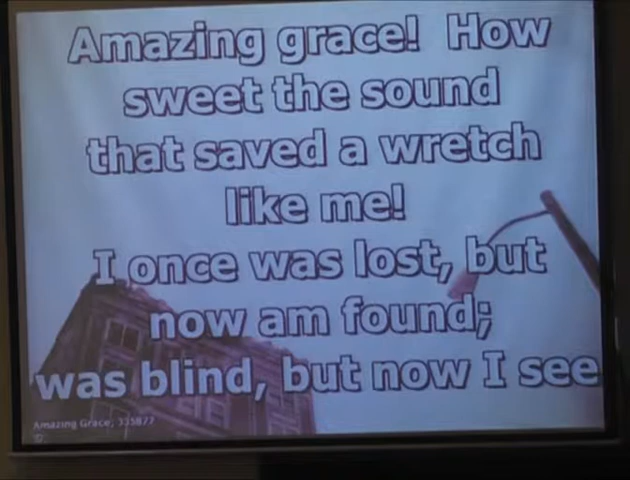 Amazing grace! How
sweet the sound
that saved a wretch
like me!
I once was lost, but
now am found;
was blind, but now I see
Amazing Grace,